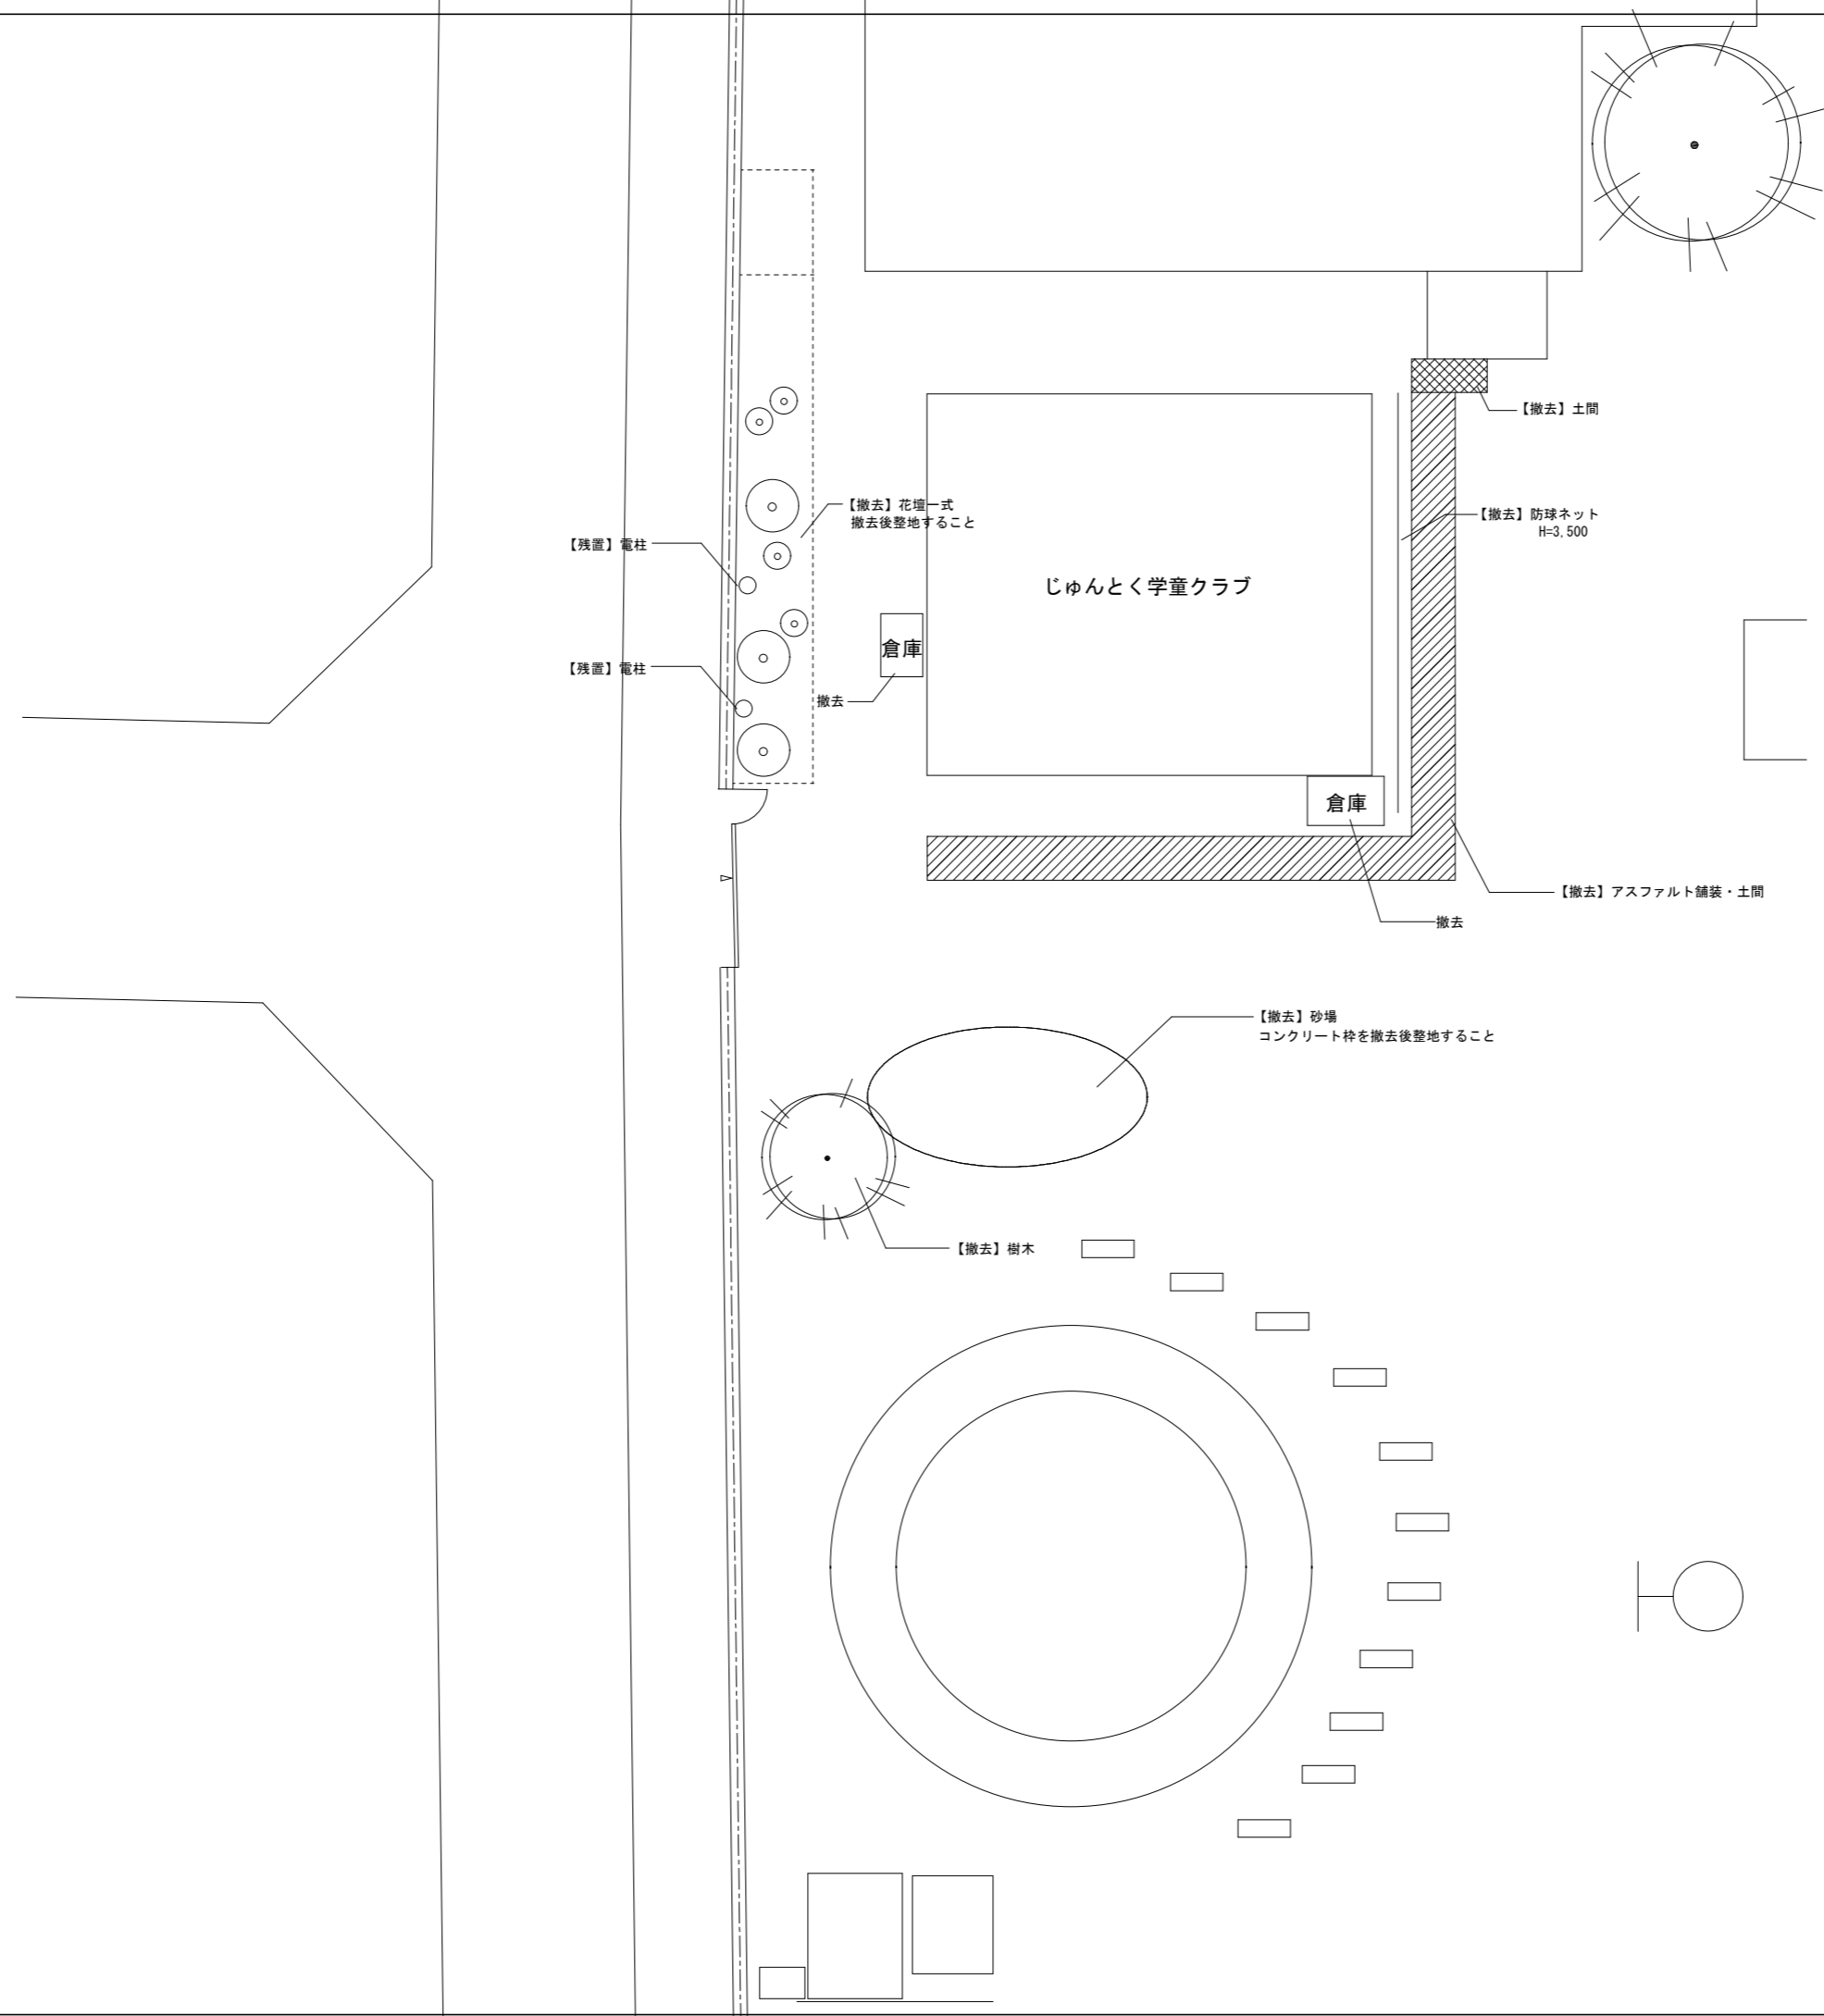 【撤去】土間
【撤去】花壇一式
撤去後整地すること
【撤去】防球ネット
H=3,500
【残置】電柱
じゅんとく学童クラブ
倉庫
【残置】電柱
撤去
倉庫
【撤去】アスファルト舗装・土間
撤去
【撤去】砂場
コンクリート枠を撤去後整地すること
【撤去】樹木